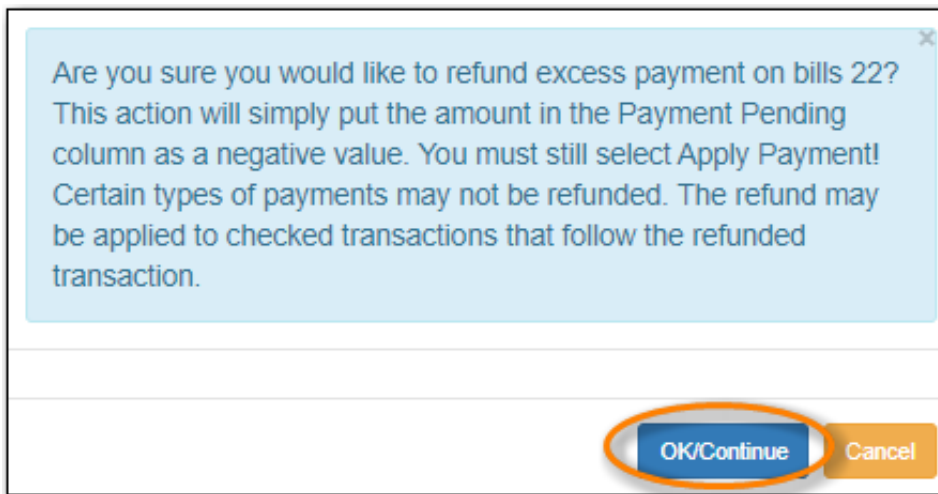 ×
Are you sure you would like to refund excess payment on bills 22?
This action will simply put the amount in the Payment Pending
column as a negative value. You must still select Apply Payment!
Certain types of payments may not be refunded. The refund may
be applied to checked transactions that follow the refunded
transaction.
OK/Continue Cancel